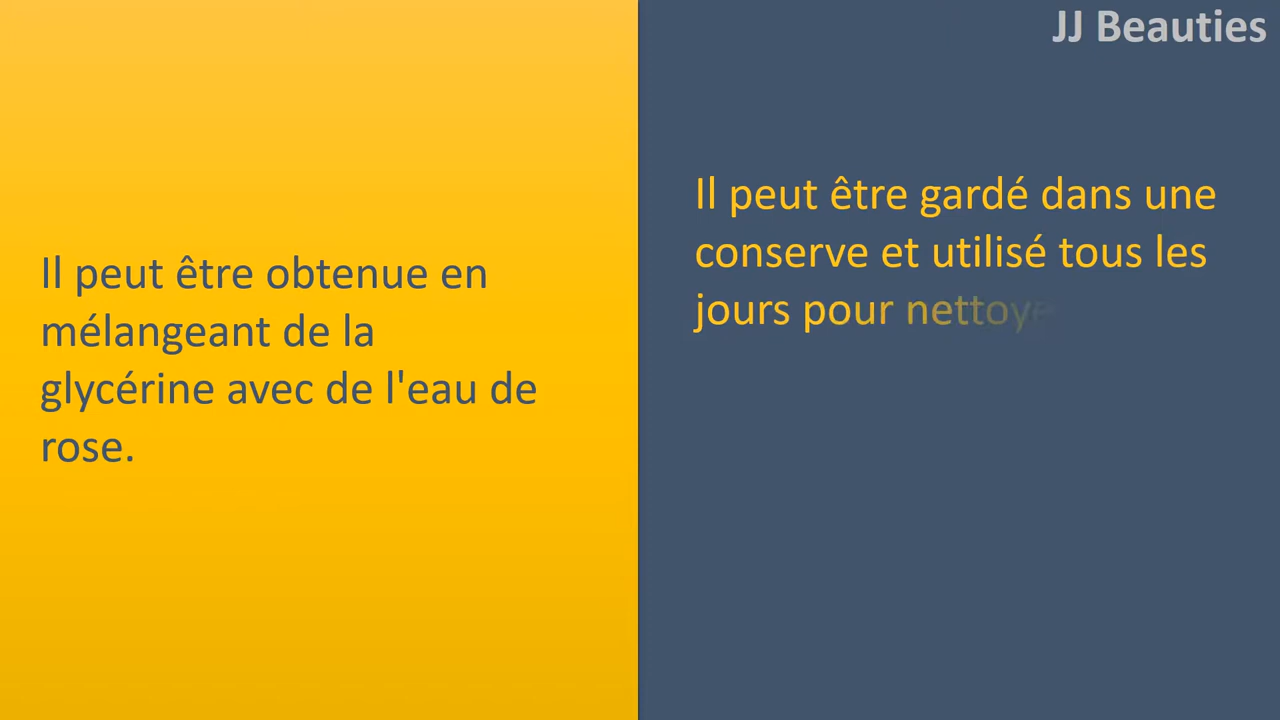 JJ Beauties
Il peut être obtenue en
mélangeant de la
glycérine avec de l'eau de
rose.
Il peut être gardé dans une
conserve et utilisé tous les
jours pour